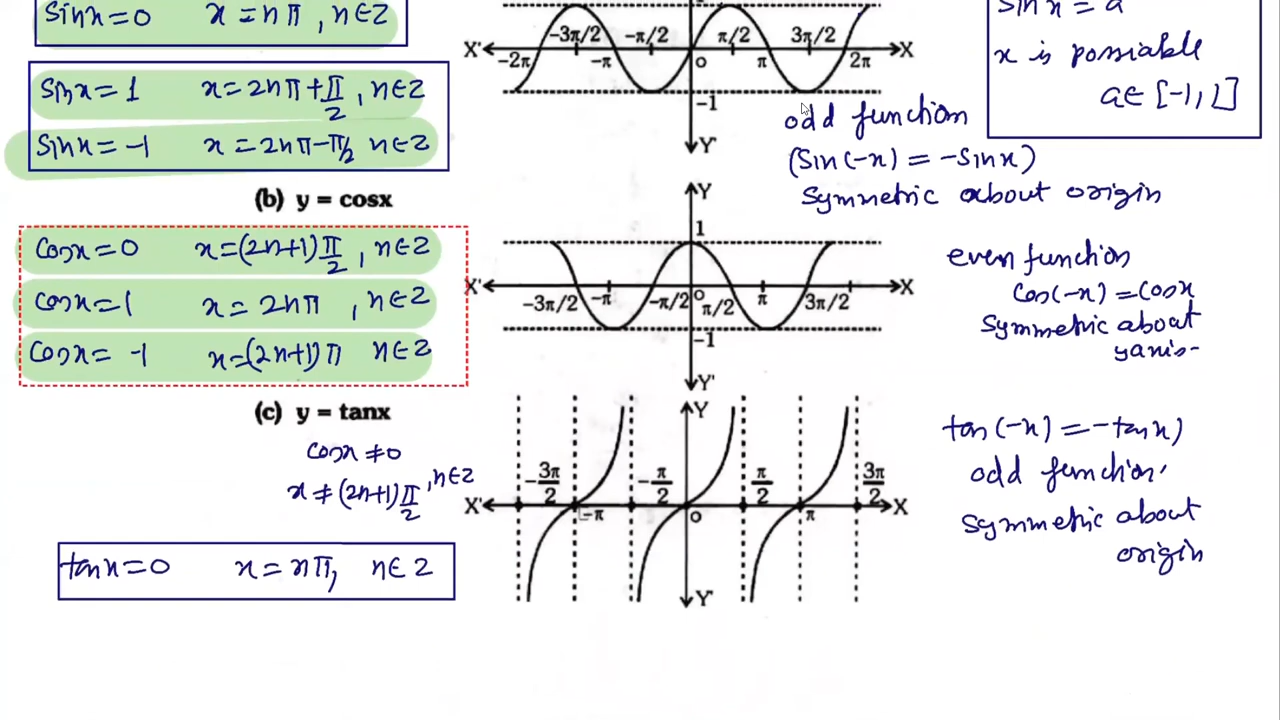 Sinx=0 x=nπ, n∈Z
Sinx=1 x=2nπ+π/2, n∈Z
Sinx=-1 x=2nπ-π/2 n∈Z
-3π/2 -π/2 π/2 3π/2
X' -2π -π 0 π 2π X
-1
Y'
Sinx=a
x is possiable
a∈[-1,1]
odd function
(Sin(-x)=-Sinx)
Symmetric about origin
(b) y = cosx
Cosx=0 x=(2n+1)π/2, n∈Z
Cosx=1 x=2nπ, n∈Z
Cosx=-1 x=(2n+1)π n∈Z
Y
1
X' -3π/2 -π -π/2 0 π/2 π 3π/2 X
-1
Y'
even function
Cos(-x)=Cosx
Symmetric about
yaxis-
(c) y = tanx
Cosx≠0
x≠(2n+1)π/2, n∈Z
tanx=0 x=nπ, n∈Z
Y
-3π/2 -π/2 π/2 3π/2
X' -π 0 π X
Y'
tan(-x)=-tanx)
odd function.
Symmetric about
origin